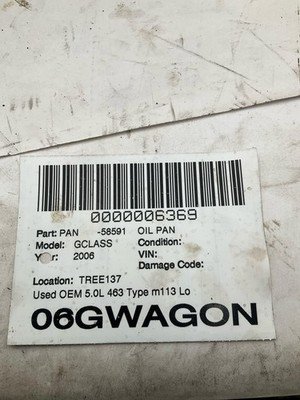 0000006369
Part: PAN -58591 OIL PAN
Model: GCLASS Condition:
Year: 2006 VIN:
Damage Code:
Location: TREE137
Used OEM 5.0L 463 Type m113 Lo
06GWAGON